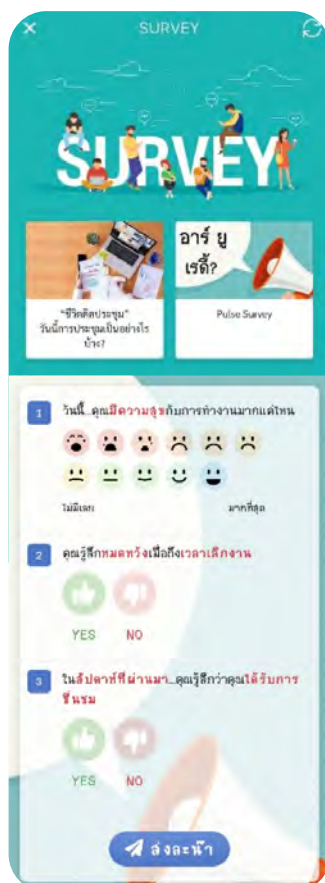 SURVEY
SURVEY
"ชีวิตติดประชุม"
วันนี้การประชุมเป็นอย่างไร
บ้าง?
อาร์ ยู
เรดี้?
Pulse Survey
1
วันนี้...คุณมีความสุขกับการทำงานมากแค่ไหน
ไม่มีเลย
มากที่สุด
2
คุณรู้สึกหมดหวังเมื่อถึงเวลาเลิกงาน
YES
NO
3
ในสัปดาห์ที่ผ่านมา...คุณรู้สึกว่าคุณได้รับการ
ชื่นชม
YES
NO
ส่งละน๊า